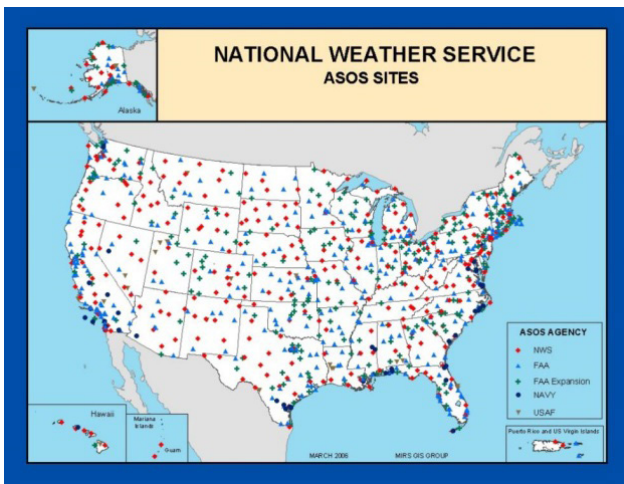 NATIONAL WEATHER SERVICE
ASOS SITES
Alaska
ASOS AGENCY
NWS
FAA
FAA Expansion
NAVY
USAF
Hawaii
Mariana
Islands
Guam
MARCH 2006
MIRS GIS GROUP
Puerto Rico and US Virgin Islands